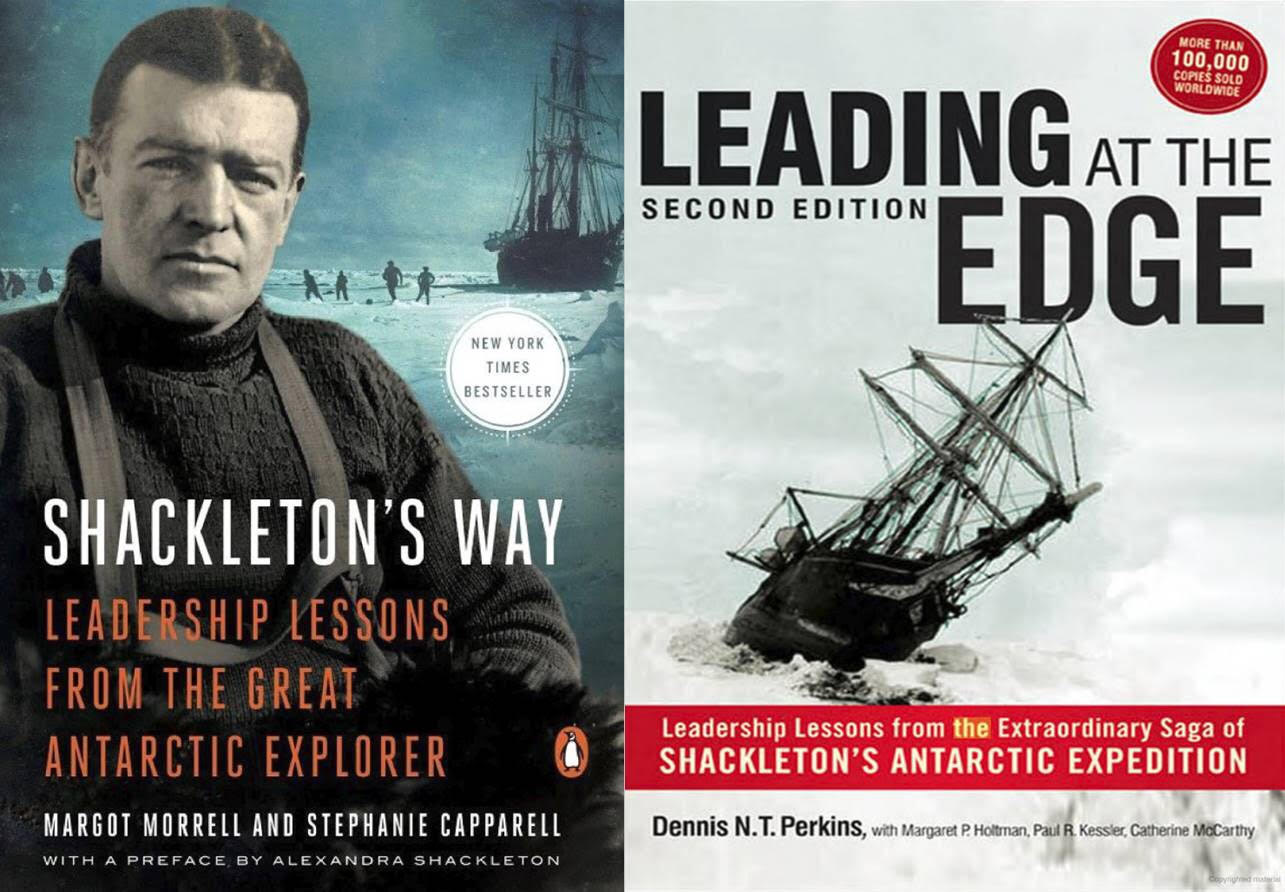 NEW YORK
TIMES
BESTSELLER
SHACKLETON'S WAY
LEADERSHIP LESSONS
FROM THE GREAT
ANTARCTIC EXPLORER
MARGOT MORRELL AND STEPHANIE CAPPARELL
WITH A PREFACE BY ALEXANDRA SHACKLETON
MORE THAN
100,000
COPIES SOLD
WORLDWIDE
LEADING AT THE
SECOND EDITION EDGE
Leadership Lessons from the Extraordinary Saga of
SHACKLETON'S ANTARCTIC EXPEDITION
Dennis N.T. Perkins, with Margaret P. Holtman, Paul R. Kessler, Catherine McCarthy
Copyrighted material